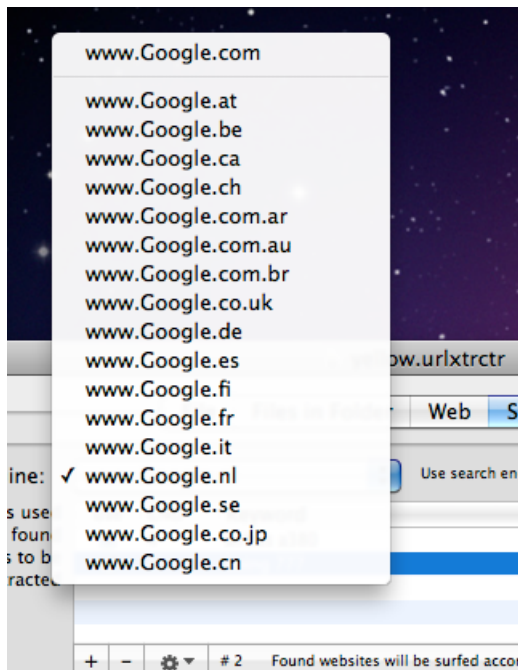 www.Google.com
www.Google.at
www.Google.be
www.Google.ca
www.Google.ch
www.Google.com.ar
www.Google.com.au
www.Google.com.br
www.Google.co.uk
www.Google.de
www.Google.es
.urlxtrctr
www.Google.fi
www.Google.fr
Web
www.Google.it
ine: ✓ www.Google.nl
Use search en
www.Google.se
www.Google.co.jp
www.Google.cn
s to b
+ - # 2 Found websites will be surfed acco